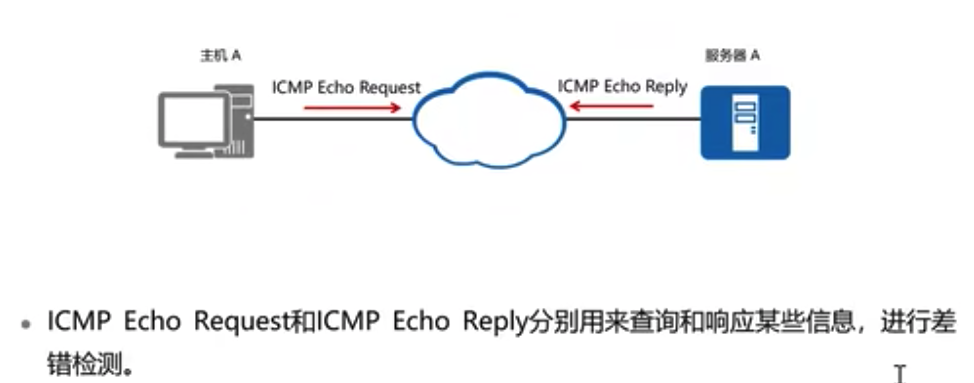 主机 A
服务器 A
ICMP Echo Request
ICMP Echo Reply
• ICMP Echo Request和ICMP Echo Reply分别用来查询和响应某些信息，进行差
错检测。